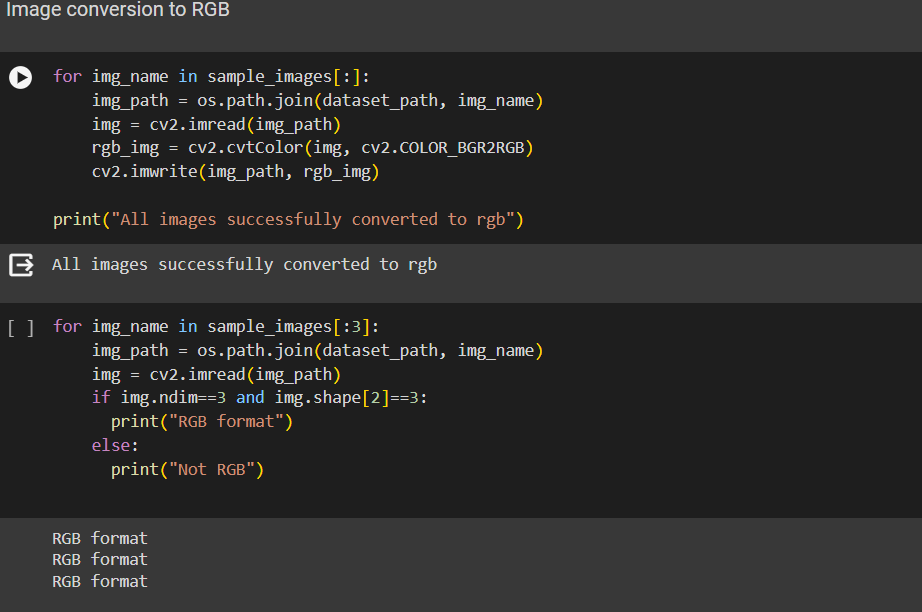 Image conversion to RGB
for img_name in sample_images[:]:
    img_path = os.path.join(dataset_path, img_name)
    img = cv2.imread(img_path)
    rgb_img = cv2.cvtColor(img, cv2.COLOR_BGR2RGB)
    cv2.imwrite(img_path, rgb_img)
print("All images successfully converted to rgb")
All images successfully converted to rgb
[ ] for img_name in sample_images[:3]:
    img_path = os.path.join(dataset_path, img_name)
    img = cv2.imread(img_path)
    if img.ndim==3 and img.shape[2]==3:
      print("RGB format")
    else:
      print("Not RGB")
RGB format
RGB format
RGB format